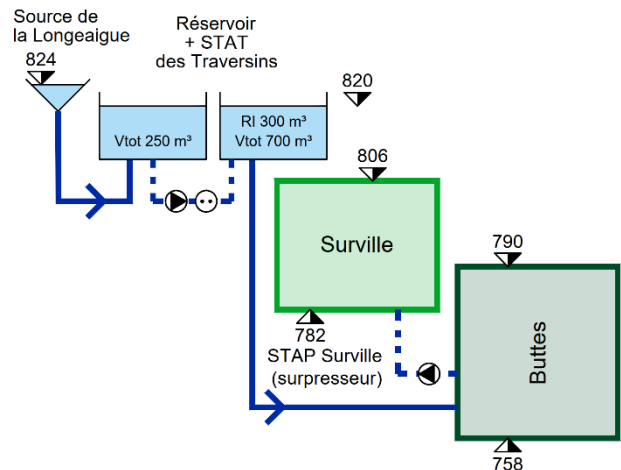 Source de
la Longeaigue
824
Réservoir
+ STAT
des Traversins
820
Vtot 250 m³
RI 300 m³
Vtot 700 m³
806
Surville
782
STAP Surville
(surpresseur)
790
Buttes
758